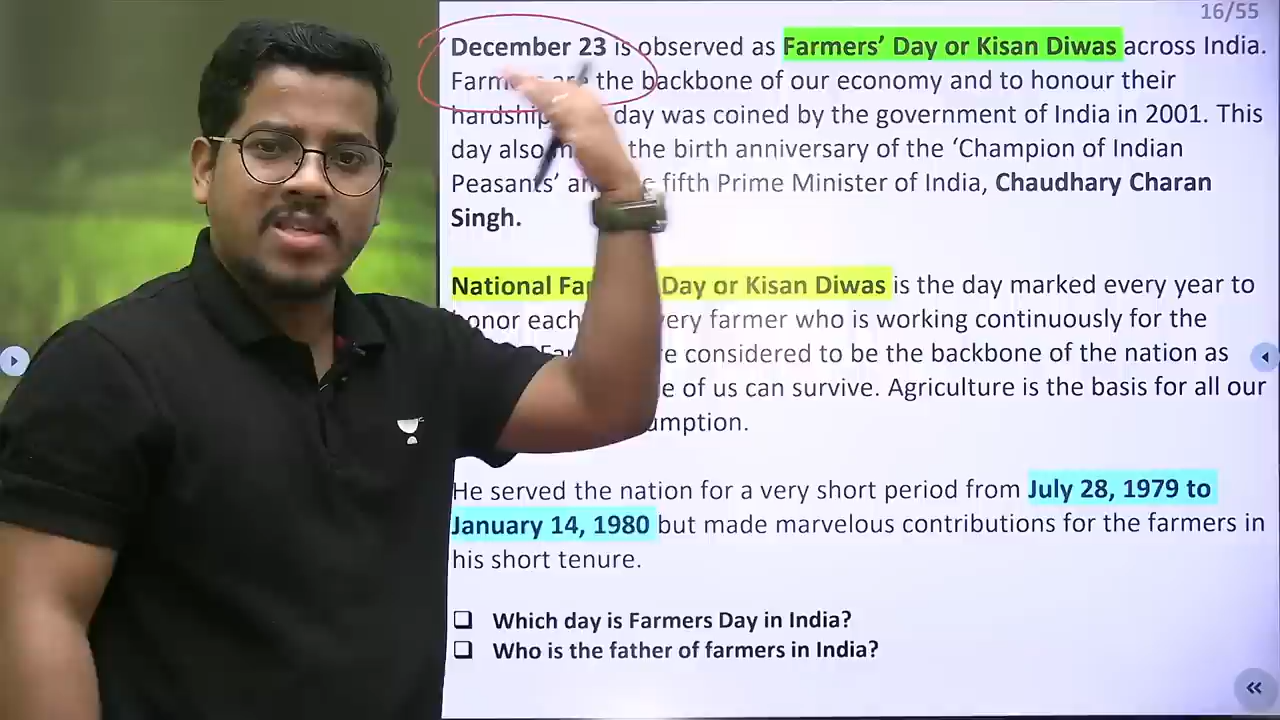 16/55
December 23 is observed as Farmers’ Day or Kisan Diwas across India.
Farmers are the backbone of our economy and to honour their
hardship day was coined by the government of India in 2001. This
day also the birth anniversary of the ‘Champion of Indian
Peasants’ fifth Prime Minister of India, Chaudhary Charan
Singh.
National Day or Kisan Diwas is the day marked every year to
honor each farmer who is working continuously for the
considered to be the backbone of the nation as
of us can survive. Agriculture is the basis for all our
He served the nation for a very short period from July 28, 1979 to
January 14, 1980 but made marvelous contributions for the farmers in
his short tenure.
❑ Which day is Farmers Day in India?
❑ Who is the father of farmers in India?